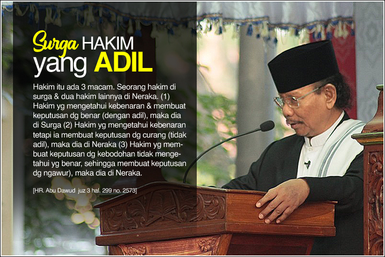 Surga HAKIM
yang ADIL
Hakim itu ada 3 macam. Seorang hakim di
surga & dua hakim lainnya di Neraka. (1)
Hakim yg mengetahui kebenaran & membuat
keputusan dg benar (dengan adil), maka dia
di Surga (2) Hakim yg mengetahui kebenaran
tetapi ia membuat keputusan dg curang (tidak
adil), maka dia di Neraka (3) Hakim yg mem-
buat keputusan dg kebodohan tidak menge-
tahui yg benar, sehingga membuat keputusan
dg ngawur), maka dia di Neraka.
[HR. Abu Dawud juz 3 hal. 299 no. 2573]